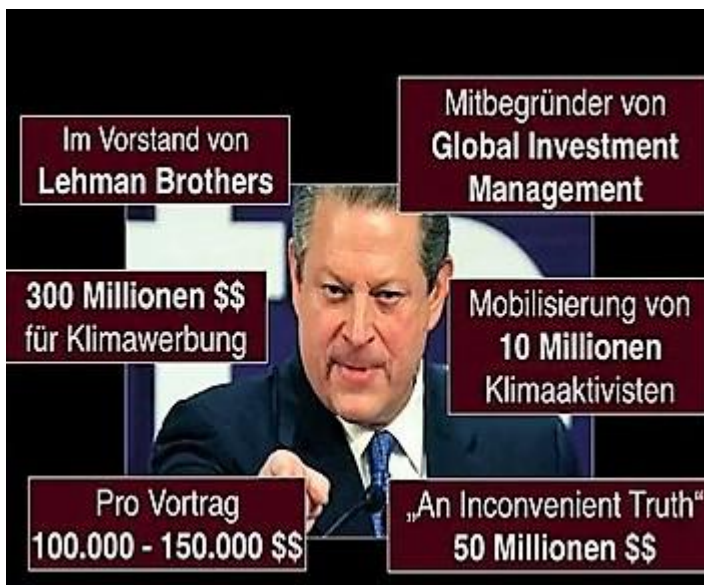 Im Vorstand von
Lehman Brothers
Mitbegründer von
Global Investment
Management
300 Millionen $$
für Klimawerbung
Mobilisierung von
10 Millionen
Klimaaktivisten
Pro Vortrag
100.000 - 150.000 $$
„An Inconvenient Truth“
50 Millionen $$